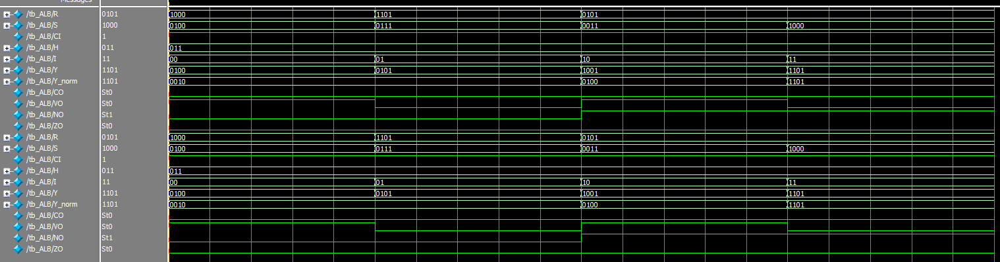 Messages
/tb_ALB/R 0101 1000 1101 0101
/tb_ALB/S 1000 0100 0111 0011 1000
/tb_ALB/CI 1
/tb_ALB/H 011 011
/tb_ALB/I 11 00 01 10 11
/tb_ALB/Y 1101 0100 0101 1001 1101
/tb_ALB/Y_norm 1101 0010 0100 1101
/tb_ALB/CO St0
/tb_ALB/VO St0
/tb_ALB/NO St1
/tb_ALB/ZO St0
/tb_ALB/R 0101 1000 1101 0101
/tb_ALB/S 1000 0100 0111 0011 1000
/tb_ALB/CI 1
/tb_ALB/H 011 011
/tb_ALB/I 11 00 01 10 11
/tb_ALB/Y 1101 0100 0101 1001 1101
/tb_ALB/Y_norm 1101 0010 0100 1101
/tb_ALB/CO St0
/tb_ALB/VO St0
/tb_ALB/NO St1
/tb_ALB/ZO St0